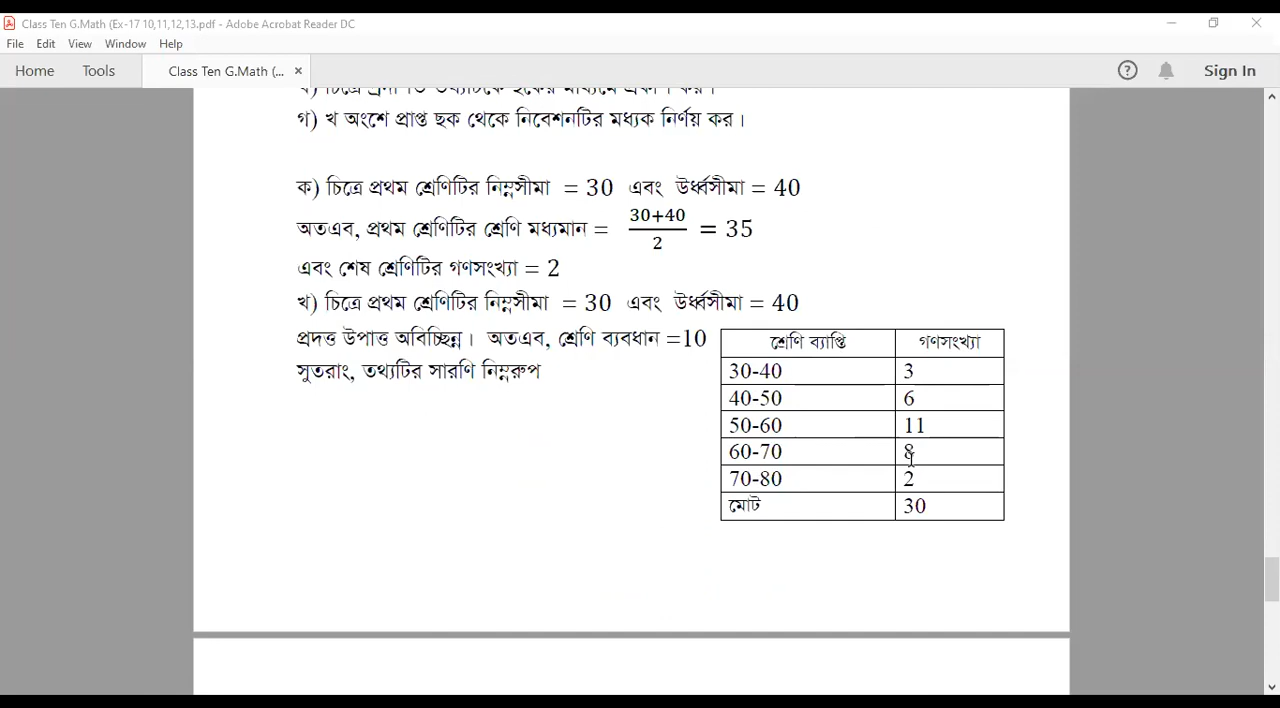 Class Ten G.Math (Ex-17 10,11,12,13.pdf - Adobe Acrobat Reader DC
File Edit View Window Help
Home Tools Class Ten G.Math (... × Sign In
গ) খ অংশে প্রাপ্ত ছক থেকে নিবেশনটির মধ্যক নির্ণয় কর।
ক) চিত্রে প্রথম শ্রেণিটির নিম্নসীমা = 30 এবং উর্ধ্বসীমা = 40
অতএব, প্রথম শ্রেণিটির শ্রেণি মধ্যমান = 30+40/2 = 35
এবং শেষ শ্রেণিটির গণসংখ্যা = 2
খ) চিত্রে প্রথম শ্রেণিটির নিম্নসীমা = 30 এবং উর্ধ্বসীমা = 40
প্রদত্ত উপাত্ত অবিচ্ছিন্ন। অতএব, শ্রেণি ব্যবধান =10
সুতরাং, তথ্যটির সারণি নিম্নরুপ
শ্রেণি ব্যাপ্তি গণসংখ্যা
30-40 3
40-50 6
50-60 11
60-70 8
70-80 2
মোট 30